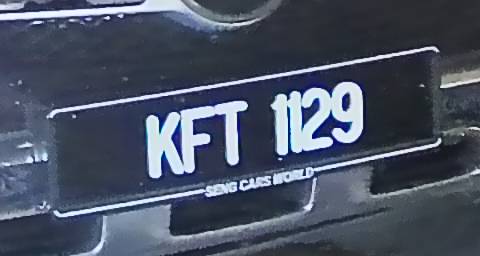 KFT 1129
SENG CARS WORLD